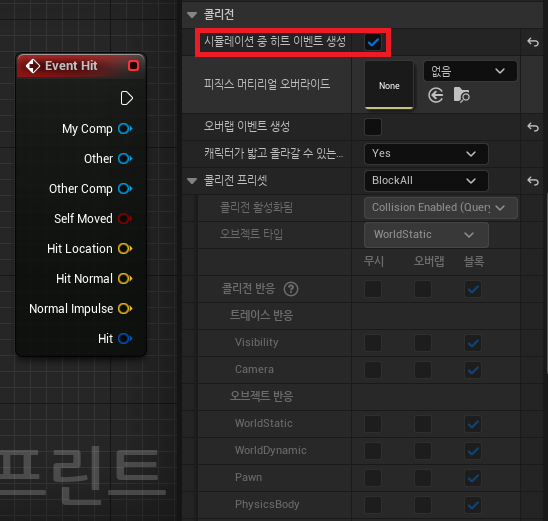 Event Hit
My Comp
Other
Other Comp
Self Moved
Hit Location
Hit Normal
Normal Impulse
Hit
프린트
콜리전
시뮬레이션 중 히트 이벤트 생성
피직스 머티리얼 오버라이드
None
없음
오버랩 이벤트 생성
캐릭터가 밟고 올라갈 수 있는...
Yes
콜리전 프리셋
BlockAll
콜리전 활성화됨
Collision Enabled (Query
오브젝트 타입
WorldStatic
무시 오버랩 블록
콜리전 반응
트레이스 반응
Visibility
Camera
오브젝트 반응
WorldStatic
WorldDynamic
Pawn
PhysicsBody